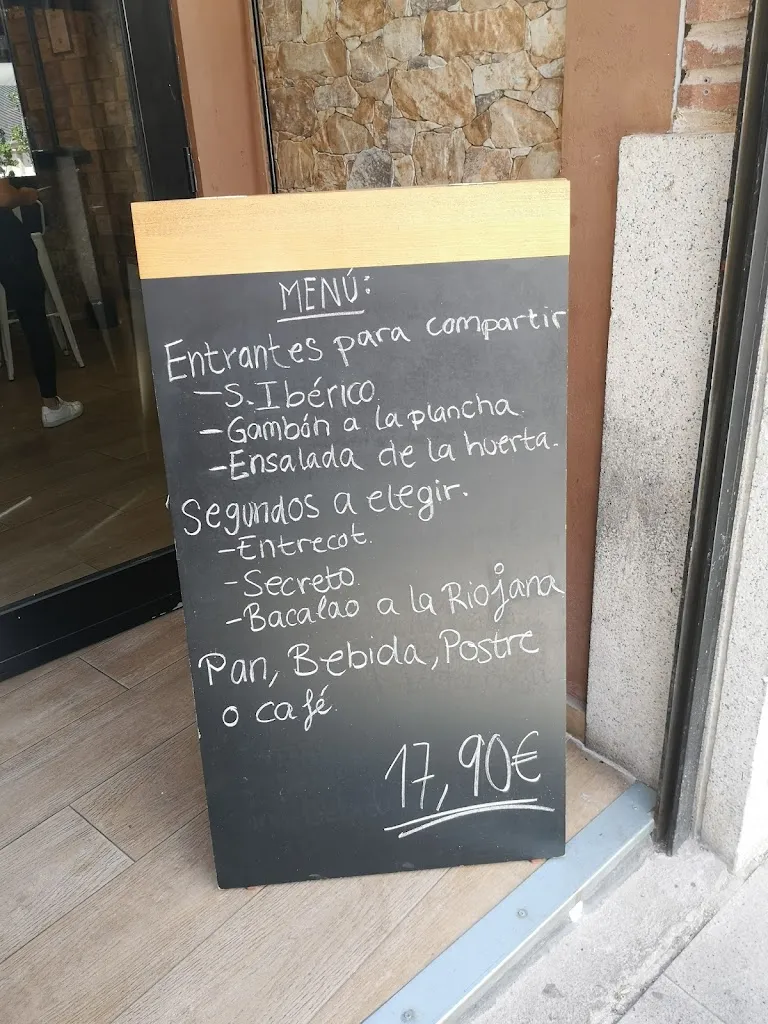 MENÚ:
Entrantes para compartir
-S.Ibérico.
-Gambón a la plancha.
-Ensalada de la huerta.
Segundos a elegir.
-Entrecot.
-Secreto.
-Bacalao a la Riojana
Pan, Bebida, Postre
o café.
17,90€